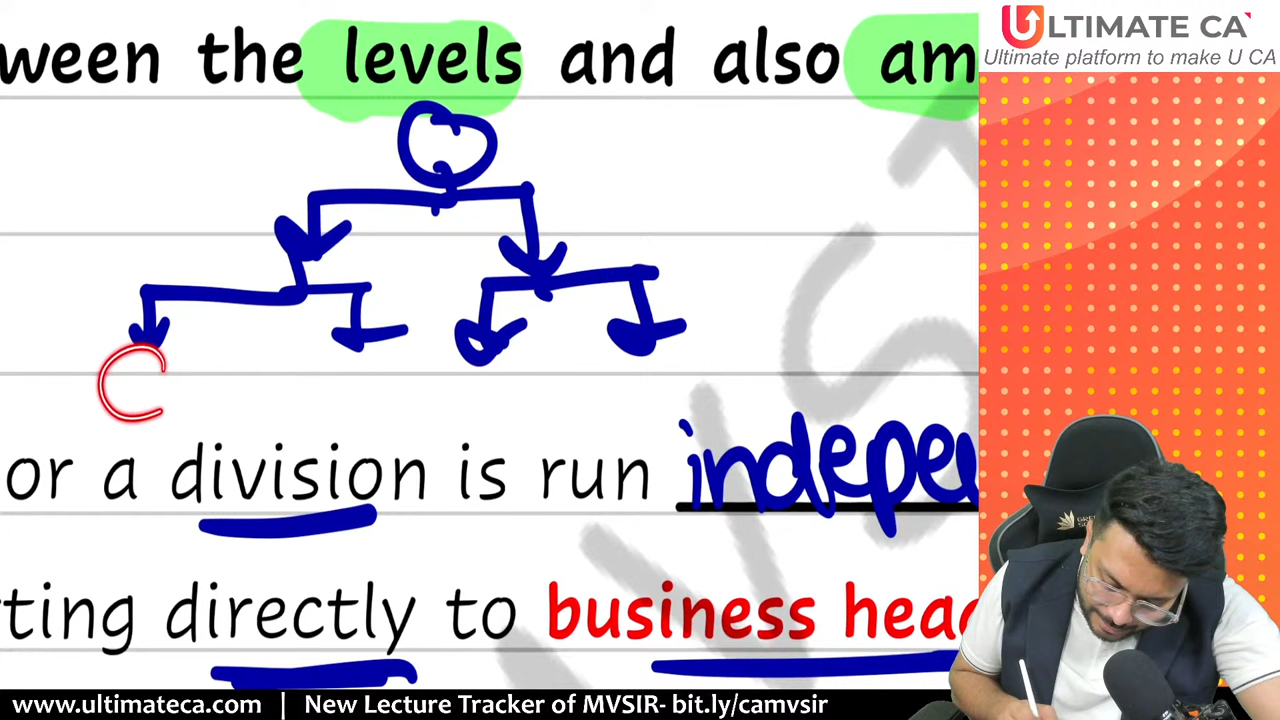 ween the levels and also am
ULTIMATE CA
Ultimate platform to make U CA
or a division is run indepen
ting directly to business head
www.ultimateca.com | New Lecture Tracker of MVSIR- bit.ly/camvsir